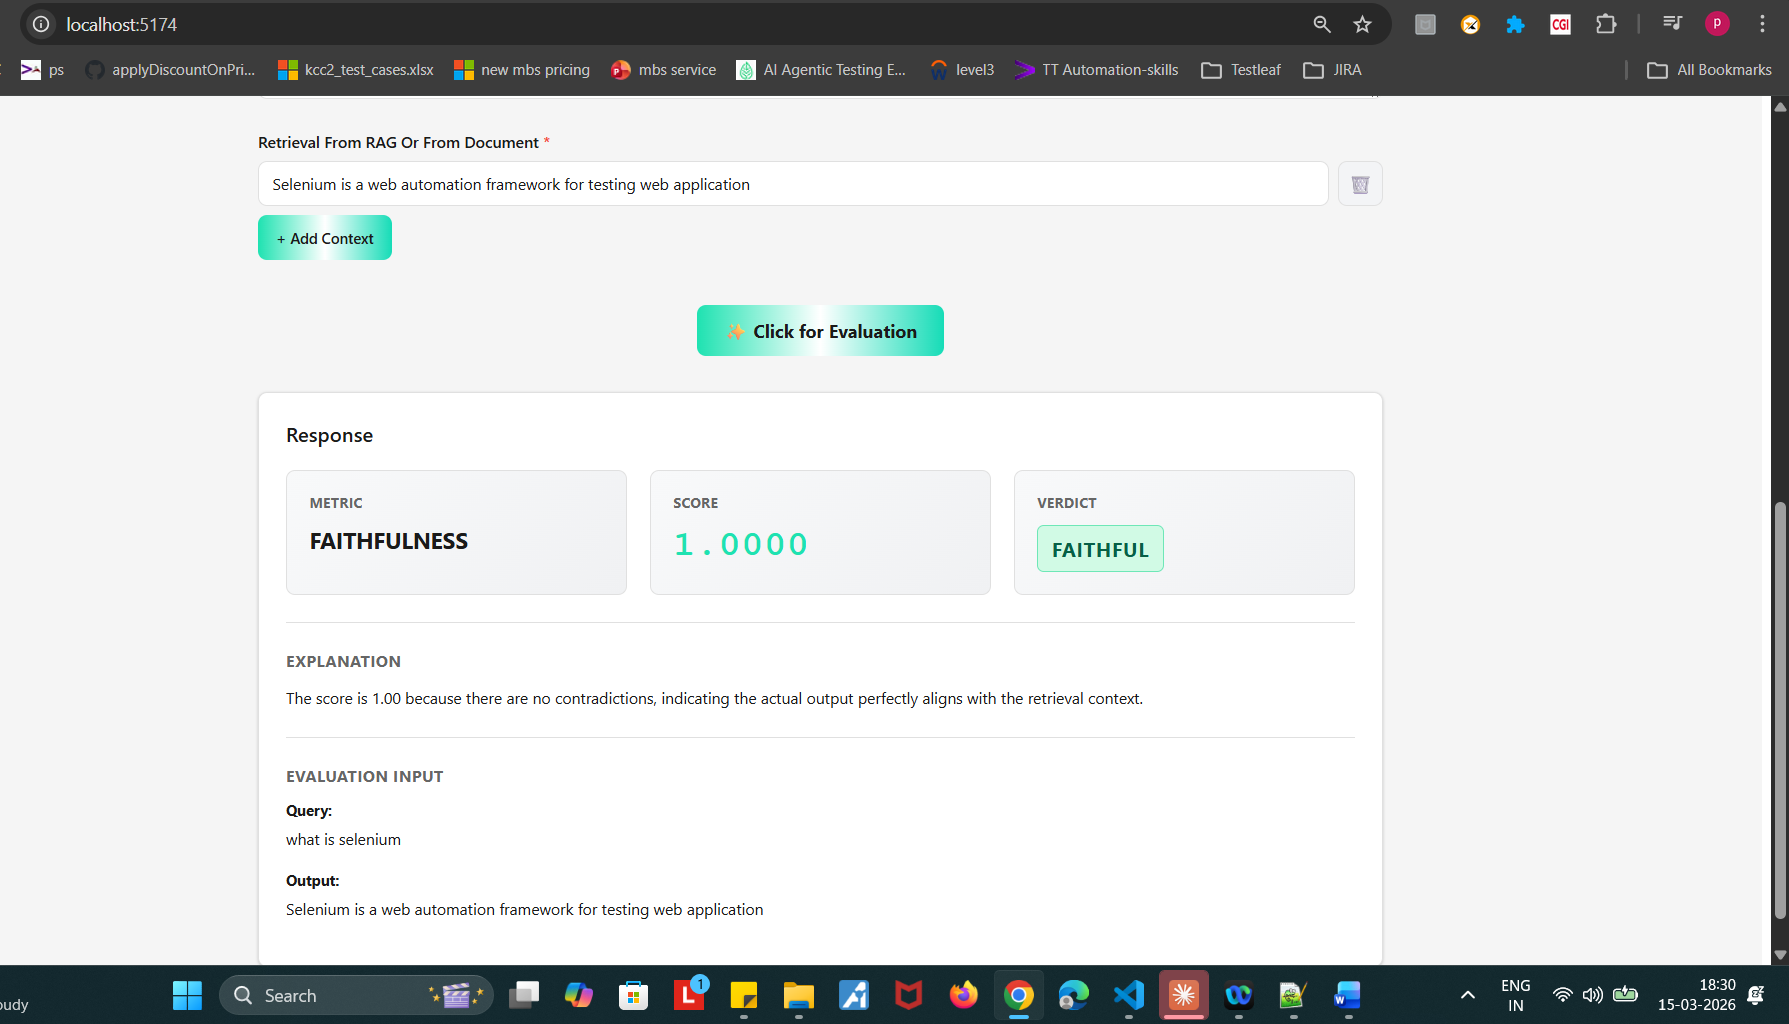 localhost:5174
ps
applyDiscountOnPri...
kcc2_test_cases.xlsx
new mbs pricing
mbs service
AI Agentic Testing E...
level3
TT Automation-skills
Testleaf
JIRA
All Bookmarks
CGI
P
Retrieval From RAG Or From Document *
Selenium is a web automation framework for testing web application
+ Add Context
✨ Click for Evaluation
Response
METRIC
FAITHFULNESS
SCORE
1.0000
VERDICT
FAITHFUL
EXPLANATION
The score is 1.00 because there are no contradictions, indicating the actual output perfectly aligns with the retrieval context.
EVALUATION INPUT
Query:
what is selenium
Output:
Selenium is a web automation framework for testing web application
oudy
Search
L
1
W
ENG
IN
18:30
15-03-2026